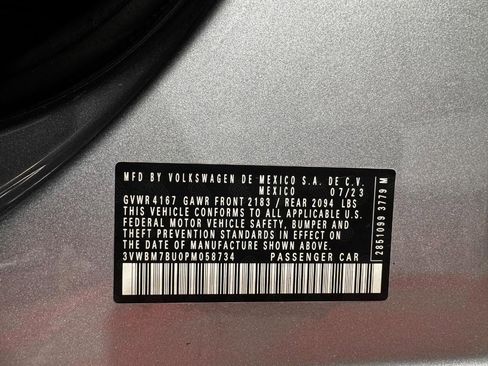 MFD BY VOLKSWAGEN DE MEXICO S.A. DE C.V.
MEXICO 07/23
GVWR 4167 GAWR FRONT 2183 / REAR 2094 LBS
THIS VEHICLE CONFORMS TO ALL APPLICABLE
FEDERAL MOTOR VEHICLE SAFETY, BUMPER AND
THEFT PREVENTION STANDARDS IN EFFECT ON
THE DATE OF MANUFACTURE SHOWN ABOVE.
3VWBM7BU0PM058734 PASSENGER CAR
2851099 3779 M